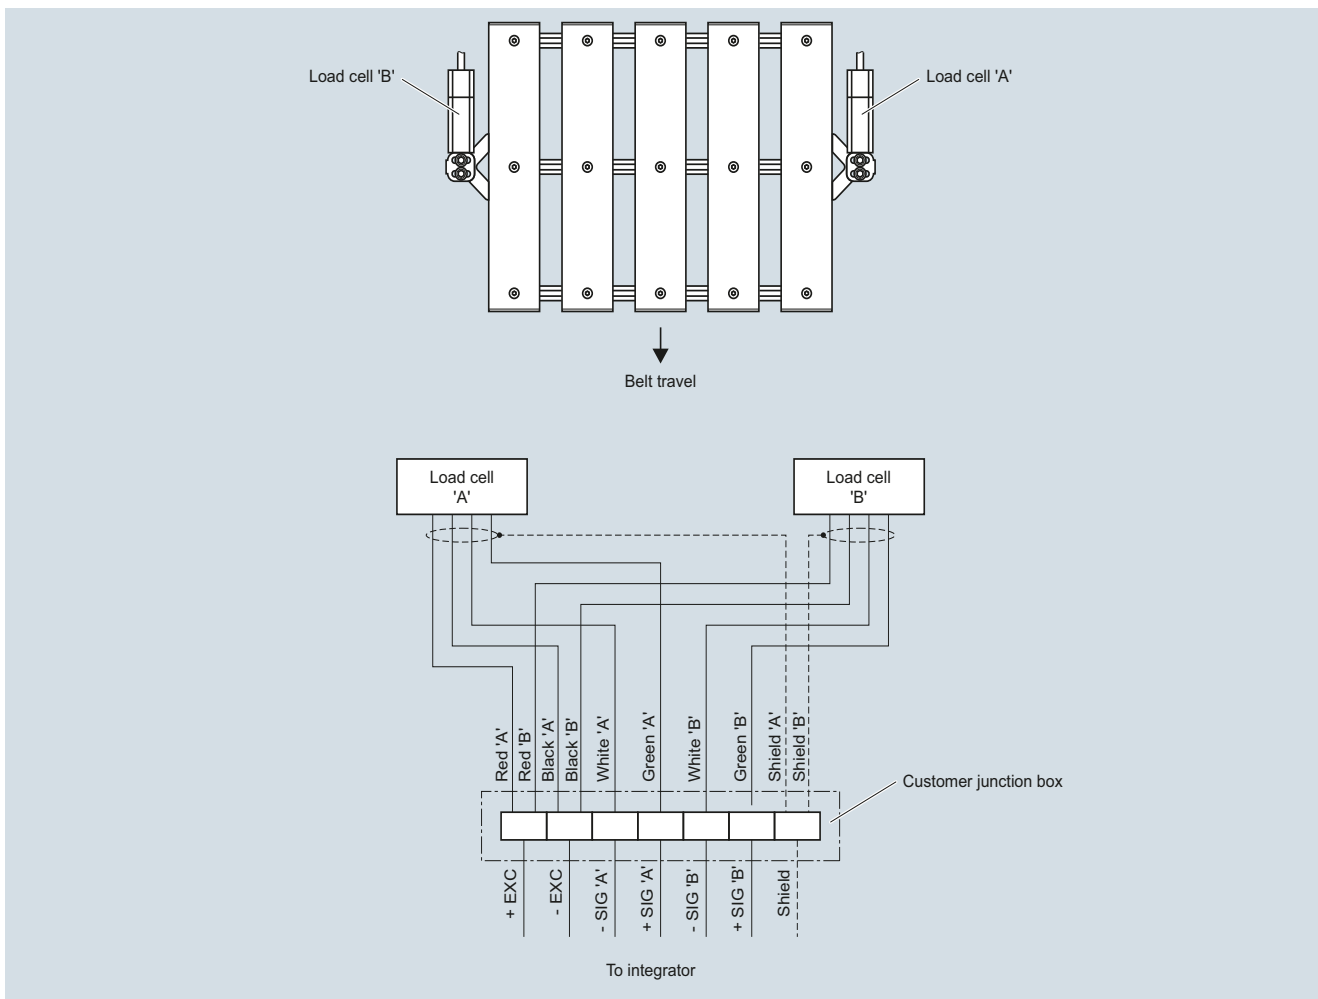 Load cell 'B'
Load cell 'A'
Belt travel
Load cell
'A'
Load cell
'B'
Red 'A'
Red 'B'
Black 'A'
Black 'B'
White 'A'
Green 'A'
White 'B'
Green 'B'
Shield 'A'
Shield 'B'
Customer junction box
+ EXC
- EXC
- SIG 'A'
+ SIG 'A'
- SIG 'B'
+ SIG 'B'
Shield
To integrator